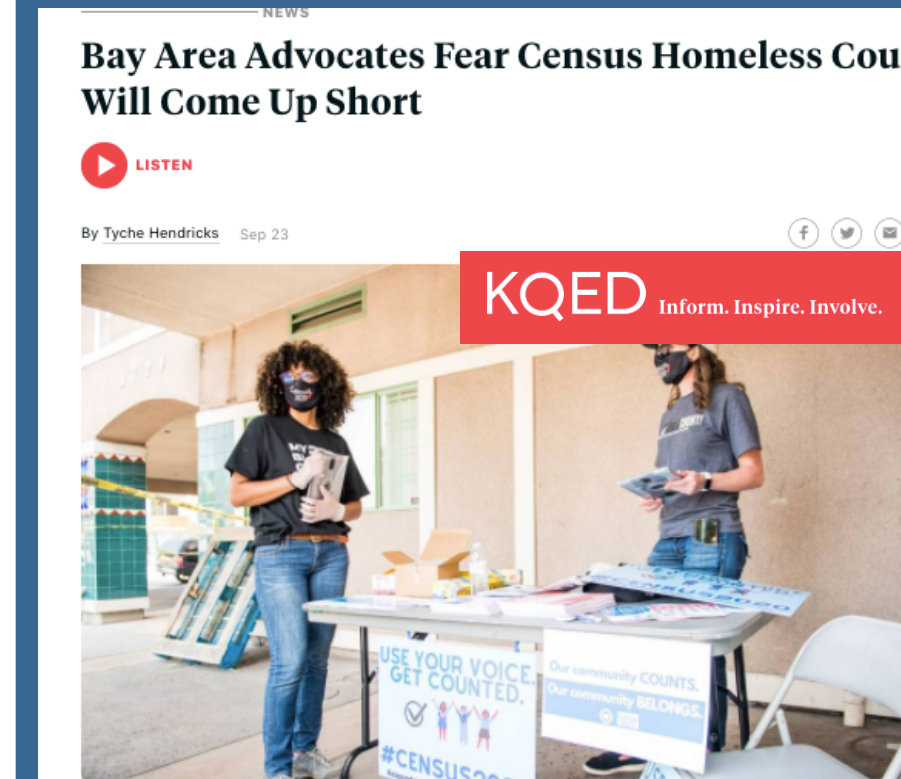 NEWS
Bay Area Advocates Fear Census Homeless Cou
Will Come Up Short
LISTEN
By Tyche Hendricks Sep 23
KQED Inform. Inspire. Involve.
USE YOUR VOICE.
GET COUNTED.
#CENSUS20
Our community COUNTS.
Our community BELONGS.